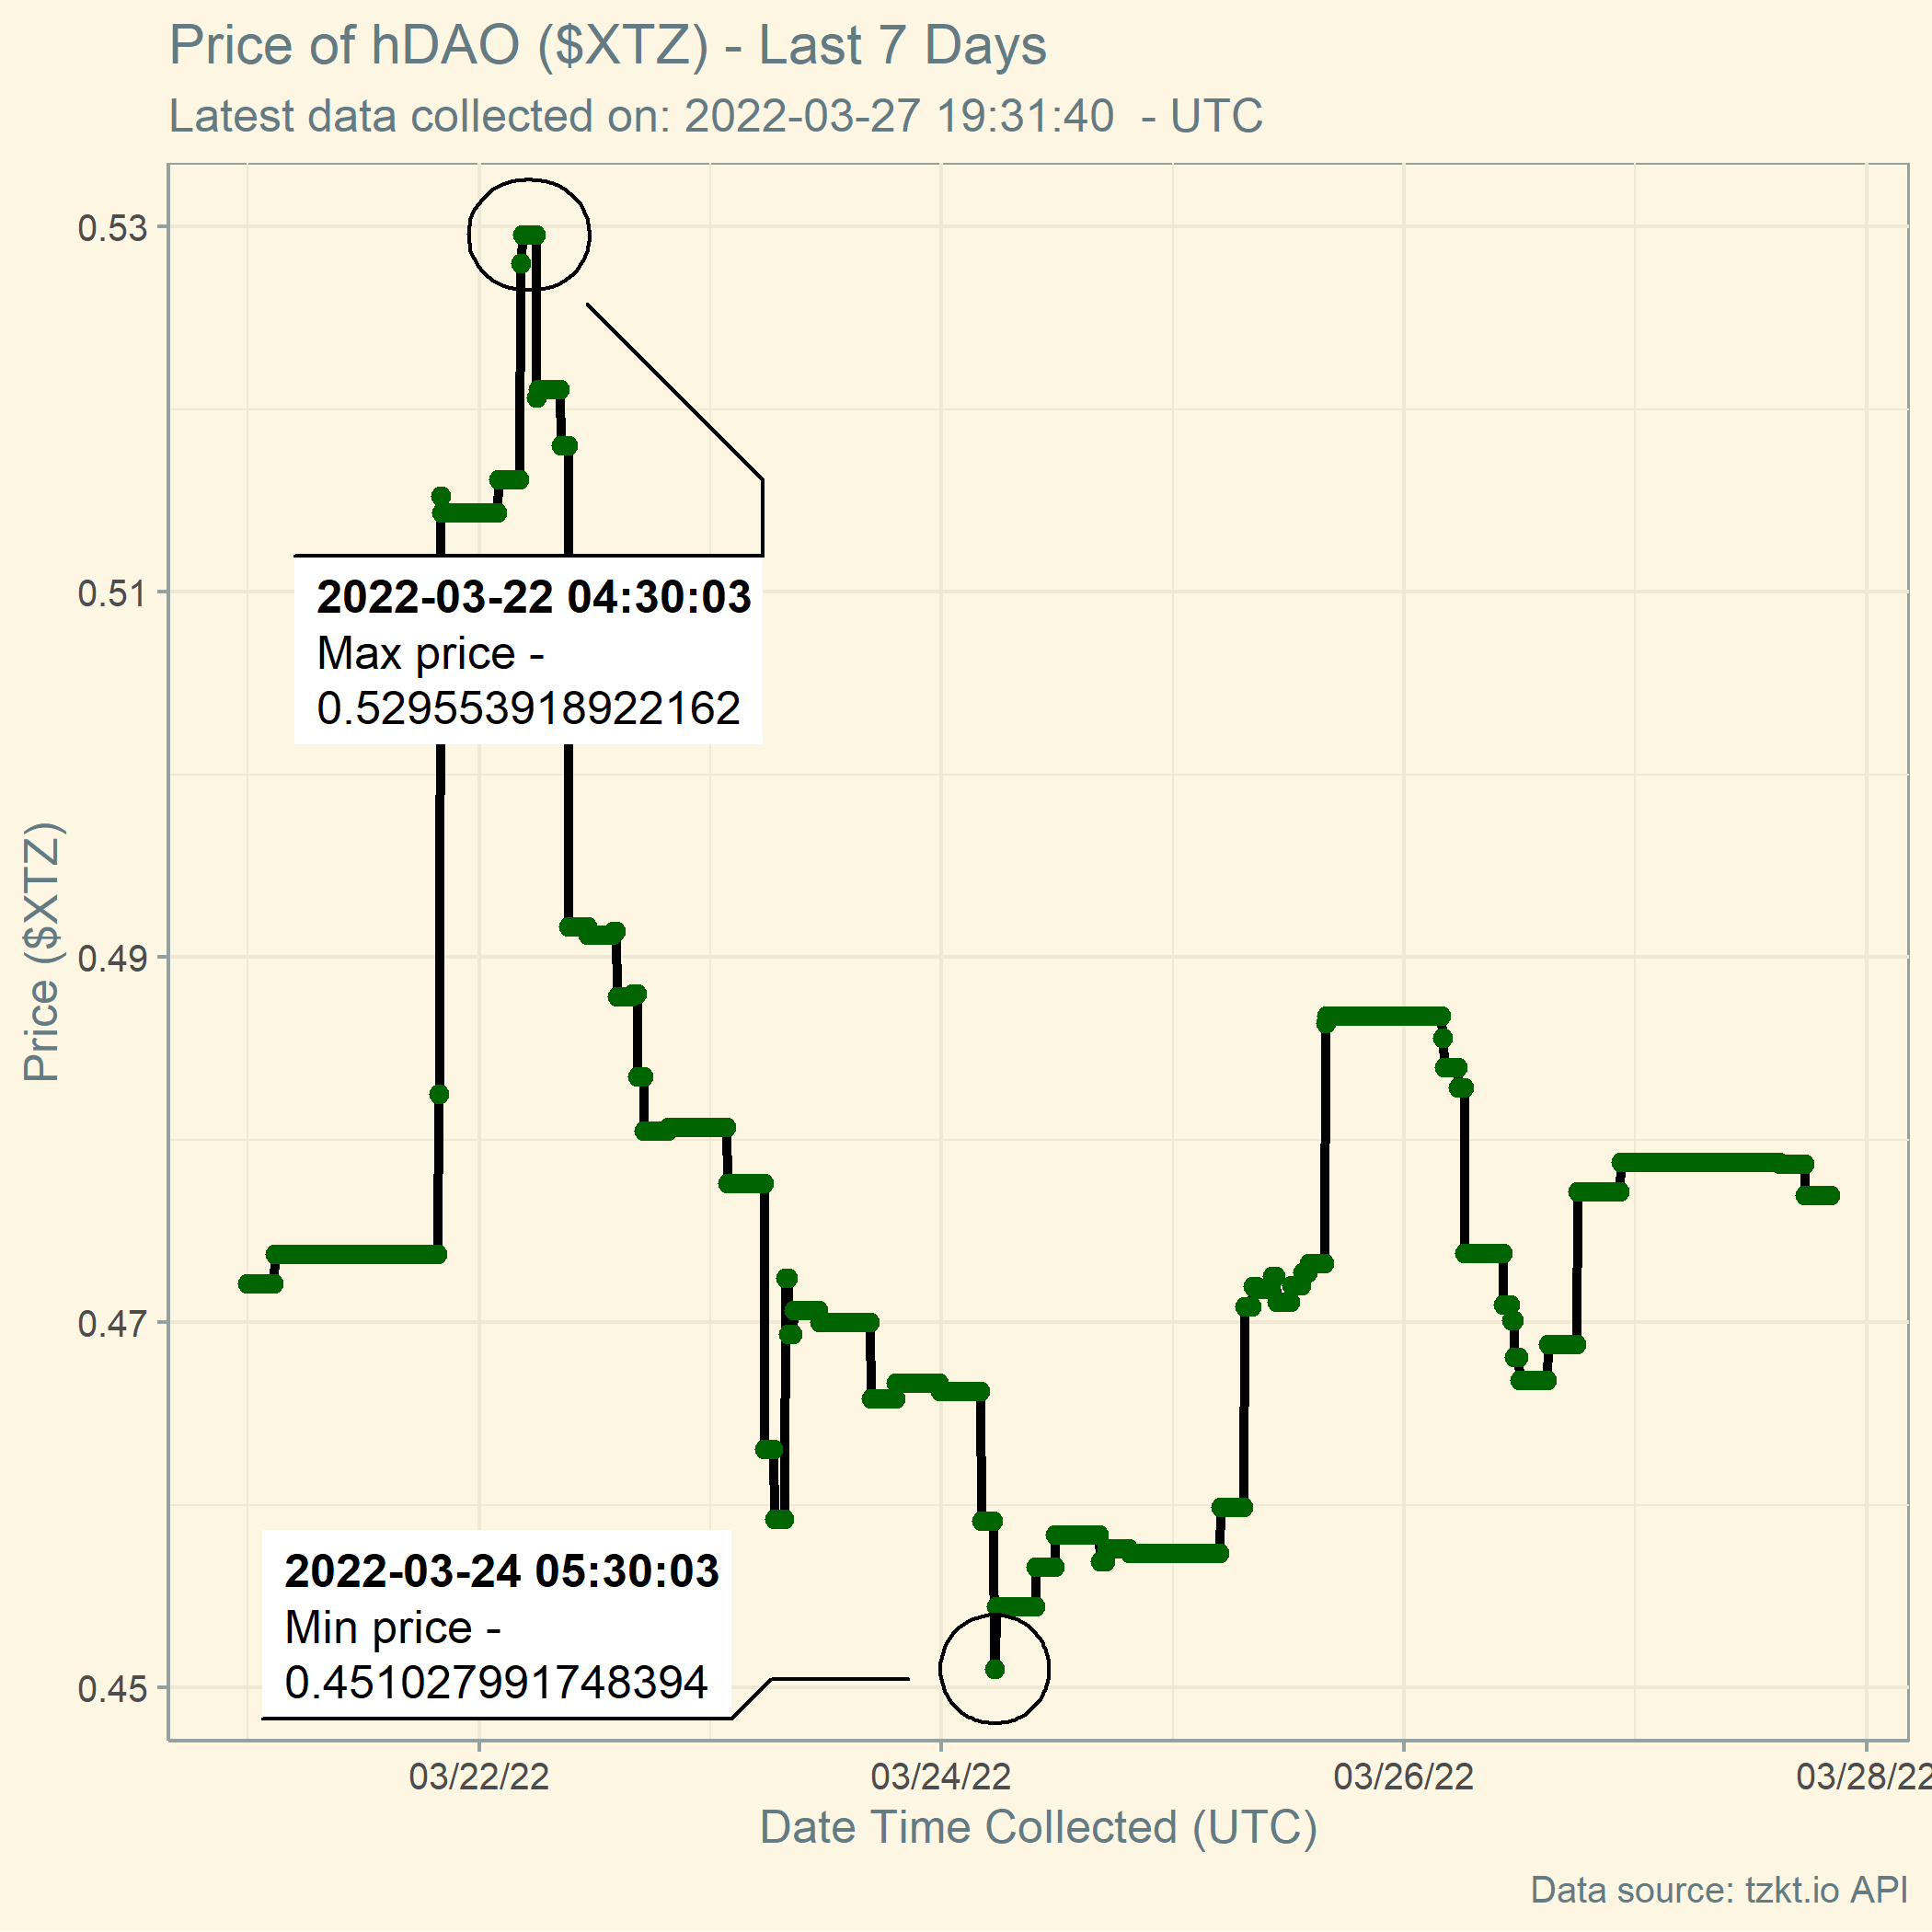 Price of hDAO ($XTZ) - Last 7 Days
Latest data collected on: 2022-03-27 19:31:40  - UTC
0.53
0.51
0.49
0.47
0.45
Price ($XTZ)
2022-03-22 04:30:03
Max price -
0.529553918922162
2022-03-24 05:30:03
Min price -
0.451027991748394
03/22/22
03/24/22
03/26/22
03/28/22
Date Time Collected (UTC)
Data source: tzkt.io API